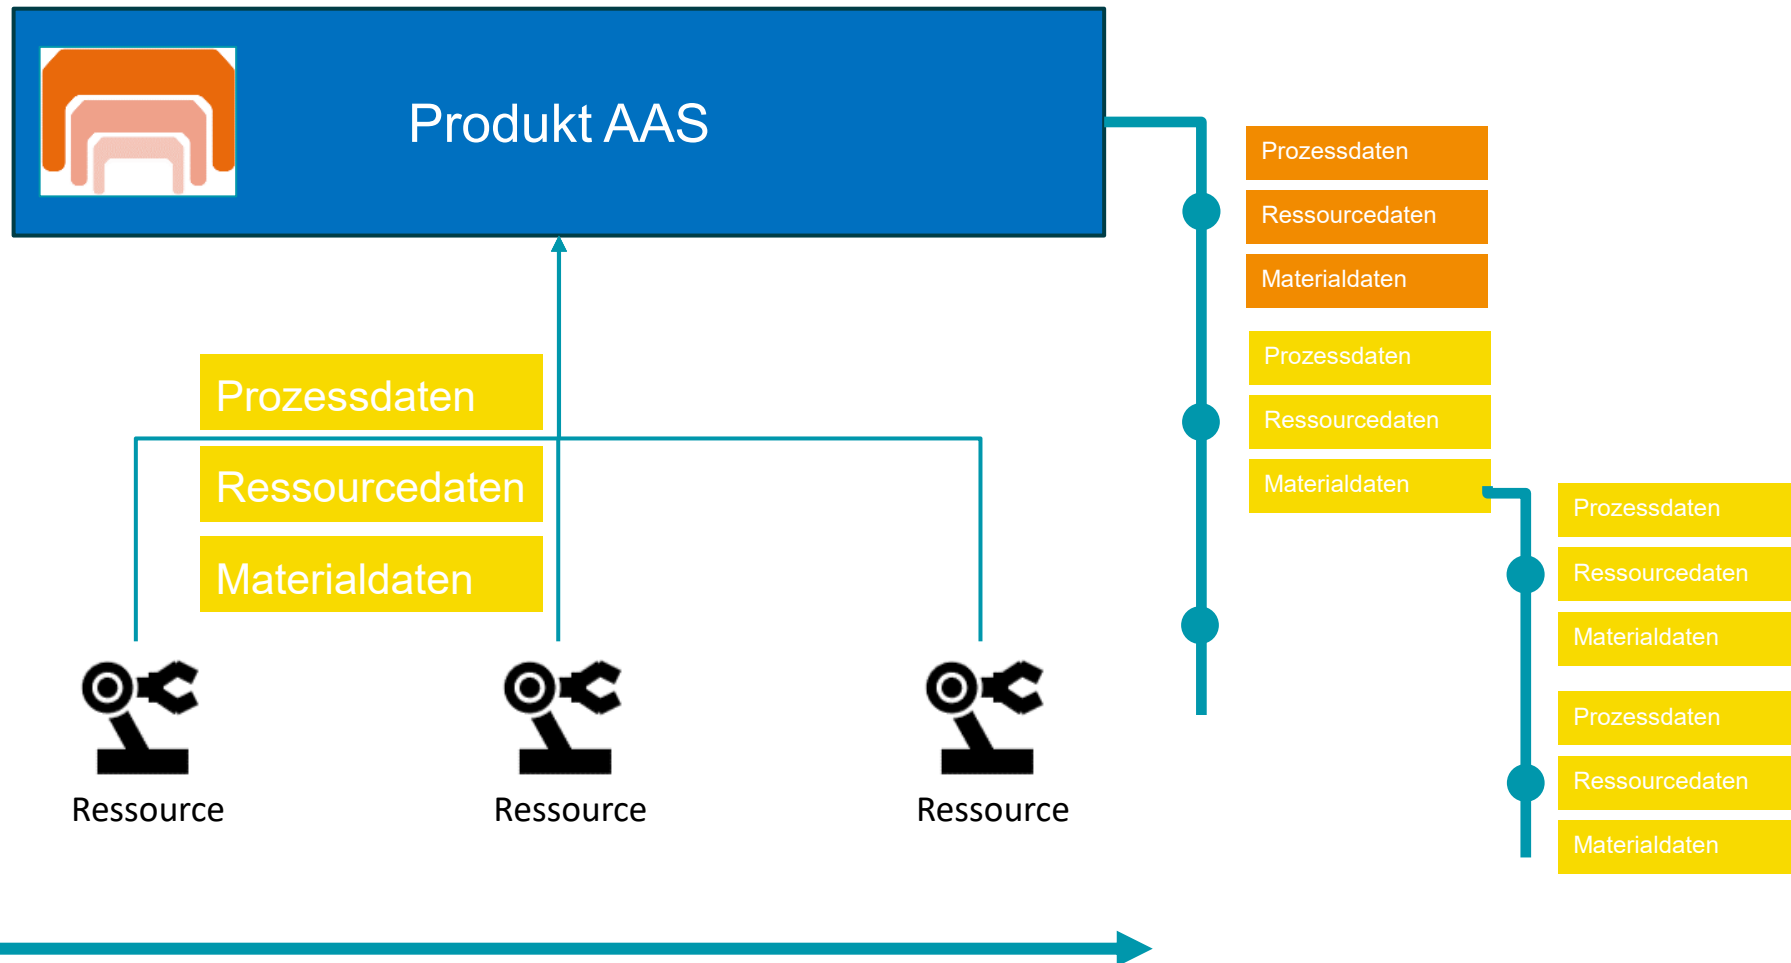 Produkt AAS
Prozessdaten
Ressourcedaten
Materialdaten
Ressource
Ressource
Ressource
Prozessdaten
Ressourcedaten
Materialdaten
Prozessdaten
Ressourcedaten
Materialdaten
Prozessdaten
Ressourcedaten
Materialdaten
Prozessdaten
Ressourcedaten
Materialdaten